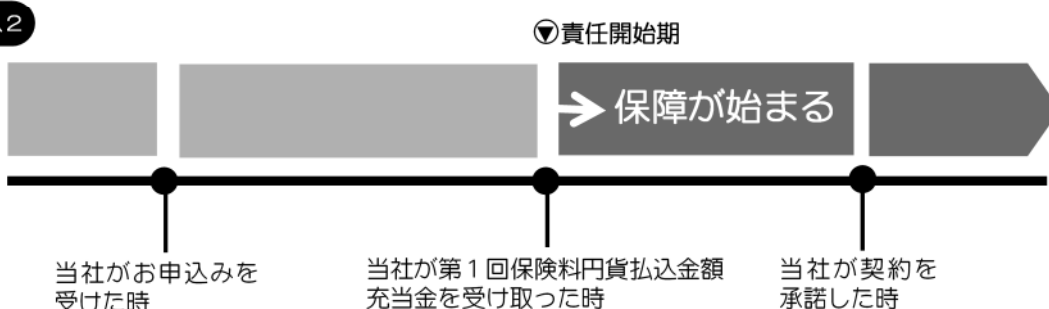 2
▼責任開始期
保障が始まる
当社がお申込みを
受けた時
当社が第1回保険料円貨払込金額
充当金を受け取った時
当社が契約を
承諾した時